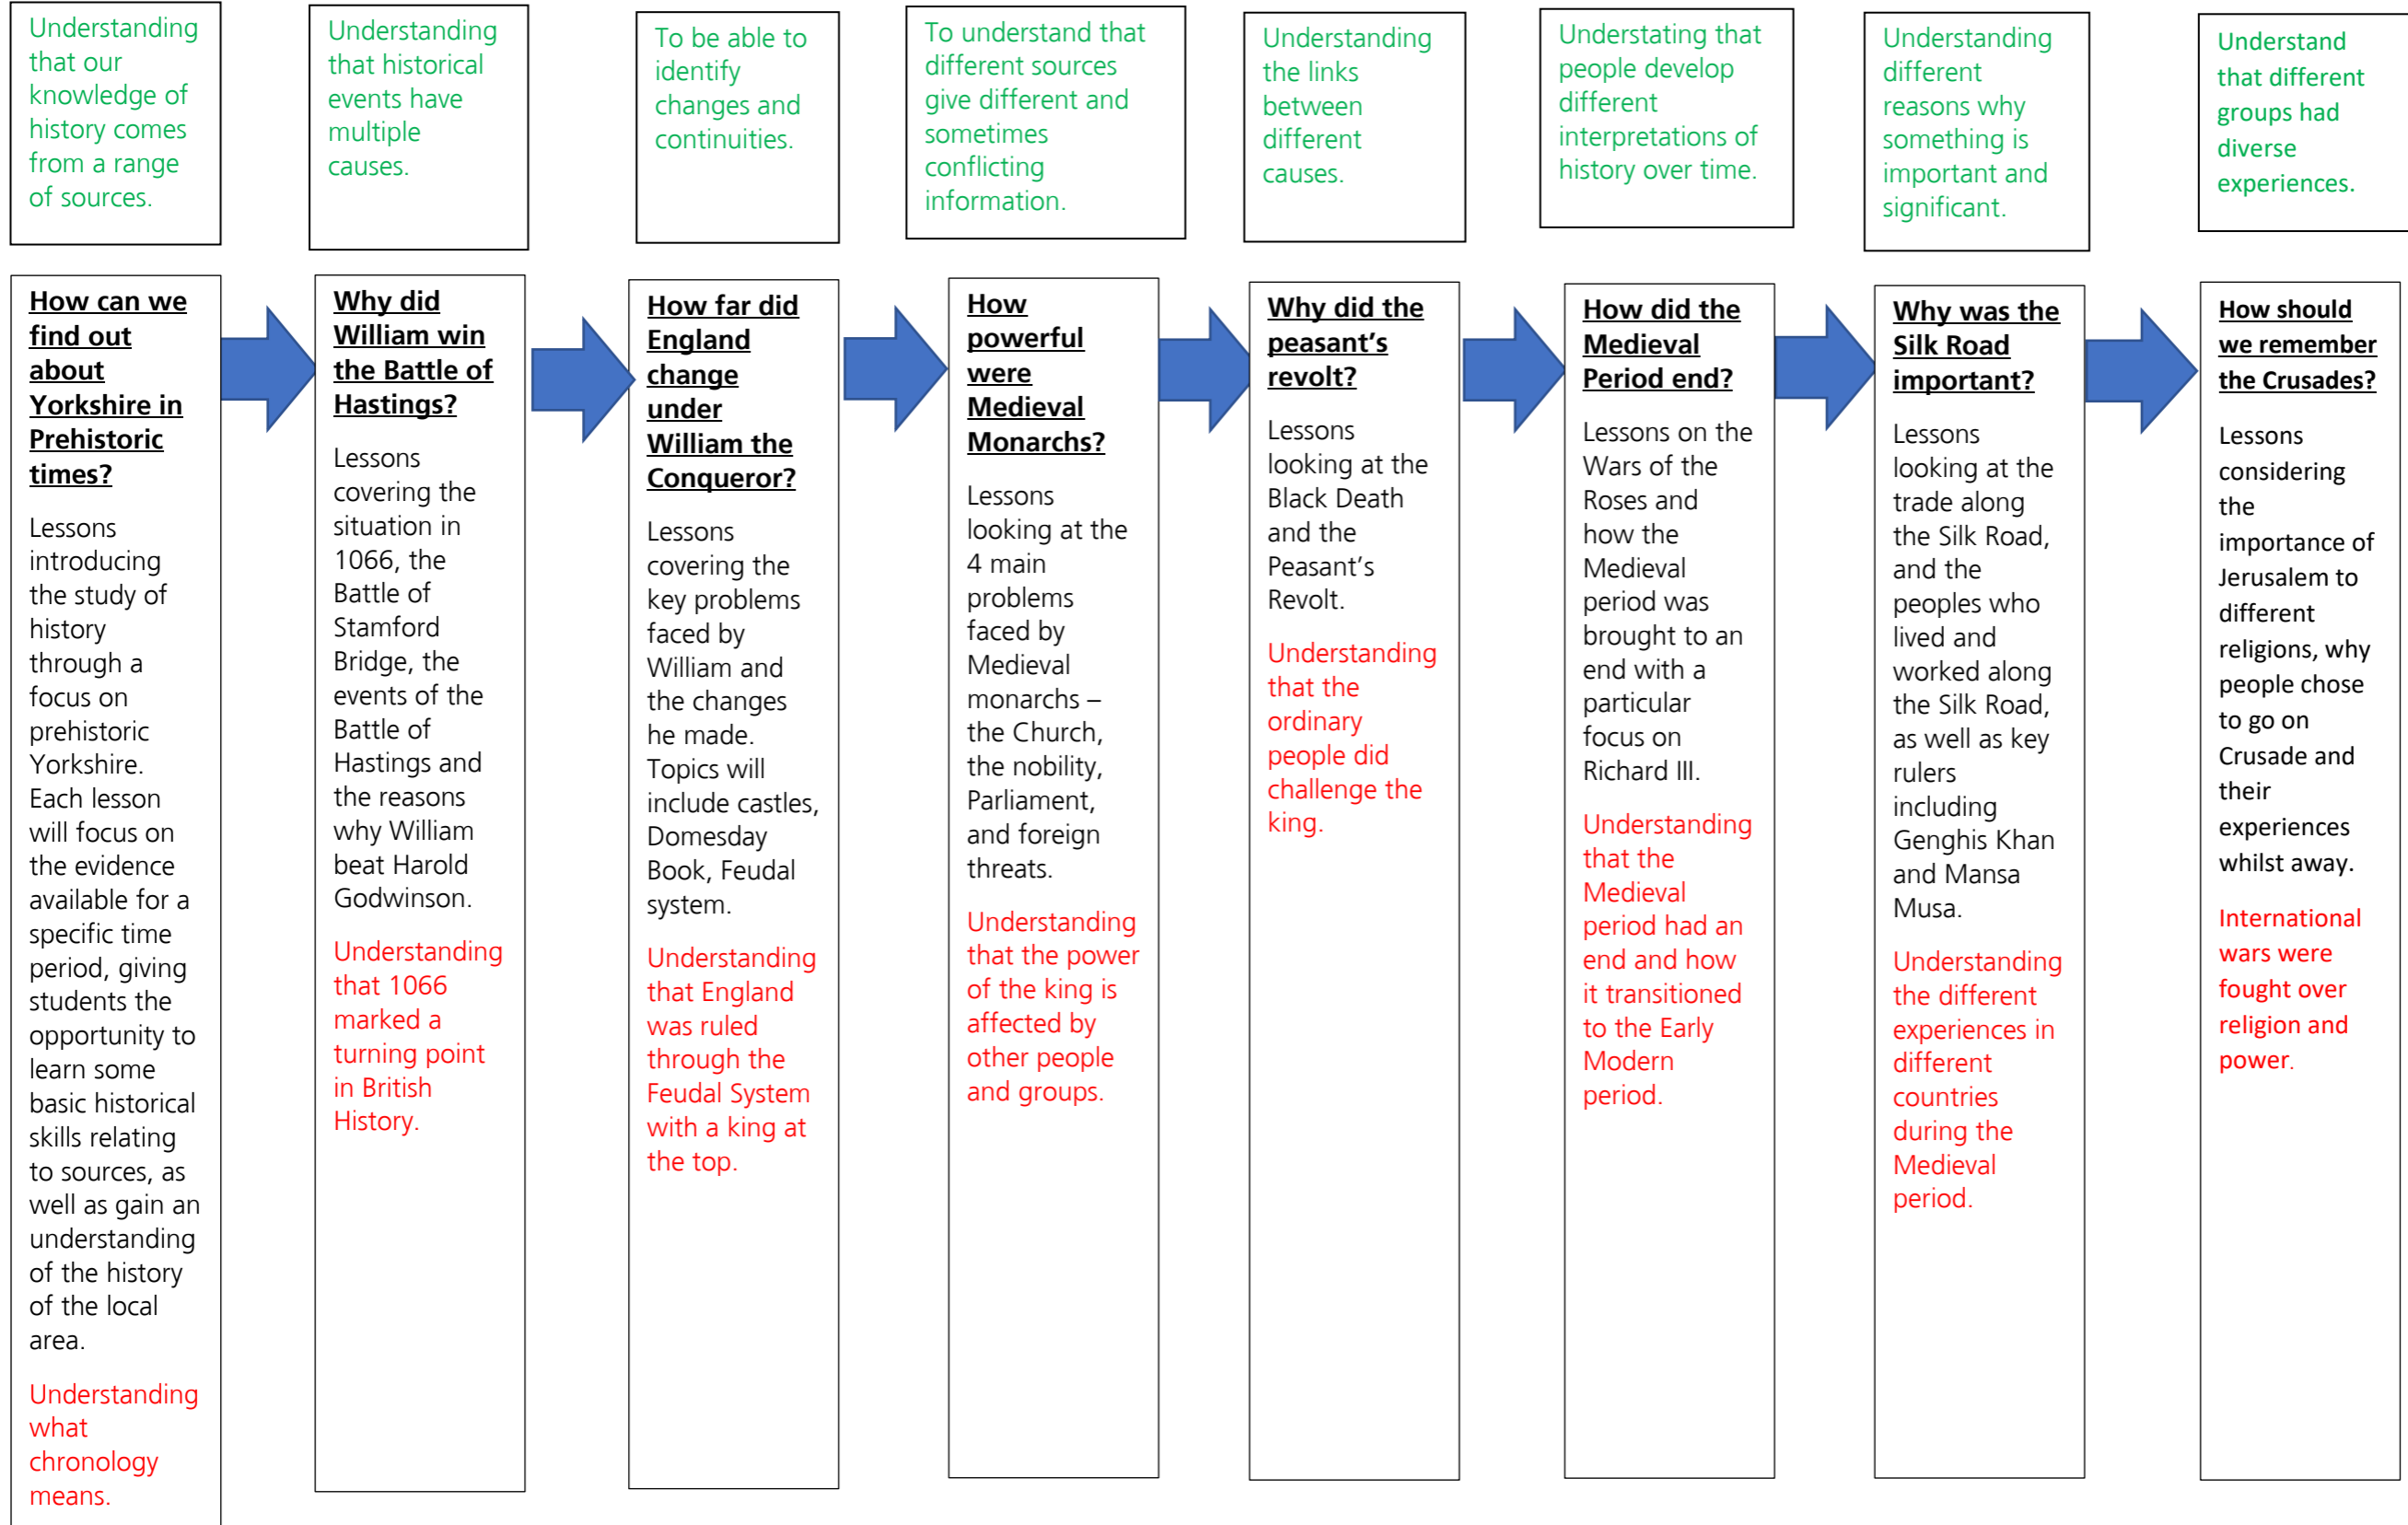 Understanding
that our
knowledge of
history comes
from a range
of sources.
Understanding
that historical
events have
multiple
causes.
To be able to
identify
changes and
continuities.
To understand that
different sources
give different and
sometimes
conflicting
information.
Understanding
the links
between
different
causes.
Understating that
people develop
different
interpretations of
history over time.
Understanding
different
reasons why
something is
important and
significant.
Understand
that different
groups had
diverse
experiences.
How can we
find out
about
Yorkshire in
Prehistoric
times?
Lessons
introducing
the study of
history
through a
focus on
prehistoric
Yorkshire.
Each lesson
will focus on
the evidence
available for a
specific time
period, giving
students the
opportunity to
learn some
basic historical
skills relating
to sources, as
well as gain an
understanding
of the history
of the local
area.
Understanding
what
chronology
means.
Why did
William win
the Battle of
Hastings?
Lessons
covering the
situation in
1066, the
Battle of
Stamford
Bridge, the
events of the
Battle of
Hastings and
the reasons
why William
beat Harold
Godwinson.
Understanding
that 1066
marked a
turning point
in British
History.
How far did
England
change
under
William the
Conqueror?
Lessons
covering the
key problems
faced by
William and
the changes
he made.
Topics will
include castles,
Domesday
Book, Feudal
system.
Understanding
that England
was ruled
through the
Feudal System
with a king at
the top.
How
powerful
were
Medieval
Monarchs?
Lessons
looking at the
4 main
problems
faced by
Medieval
monarchs –
the Church,
the nobility,
Parliament,
and foreign
threats.
Understanding
that the power
of the king is
affected by
other people
and groups.
Why did the
peasant’s
revolt?
Lessons
looking at the
Black Death
and the
Peasant’s
Revolt.
Understanding
that the
ordinary
people did
challenge the
king.
How did the
Medieval
Period end?
Lessons on the
Wars of the
Roses and
how the
Medieval
period was
brought to an
end with a
particular
focus on
Richard III.
Understanding
that the
Medieval
period had an
end and how
it transitioned
to the Early
Modern
period.
Why was the
Silk Road
important?
Lessons
looking at the
trade along
the Silk Road,
and the
peoples who
lived and
worked along
the Silk Road,
as well as key
rulers
including
Genghis Khan
and Mansa
Musa.
Understanding
the different
experiences in
different
countries
during the
Medieval
period.
How should
we remember
the Crusades?
Lessons
considering
the
importance of
Jerusalem to
different
religions, why
people chose
to go on
Crusade and
their
experiences
whilst away.
International
wars were
fought over
religion and
power.